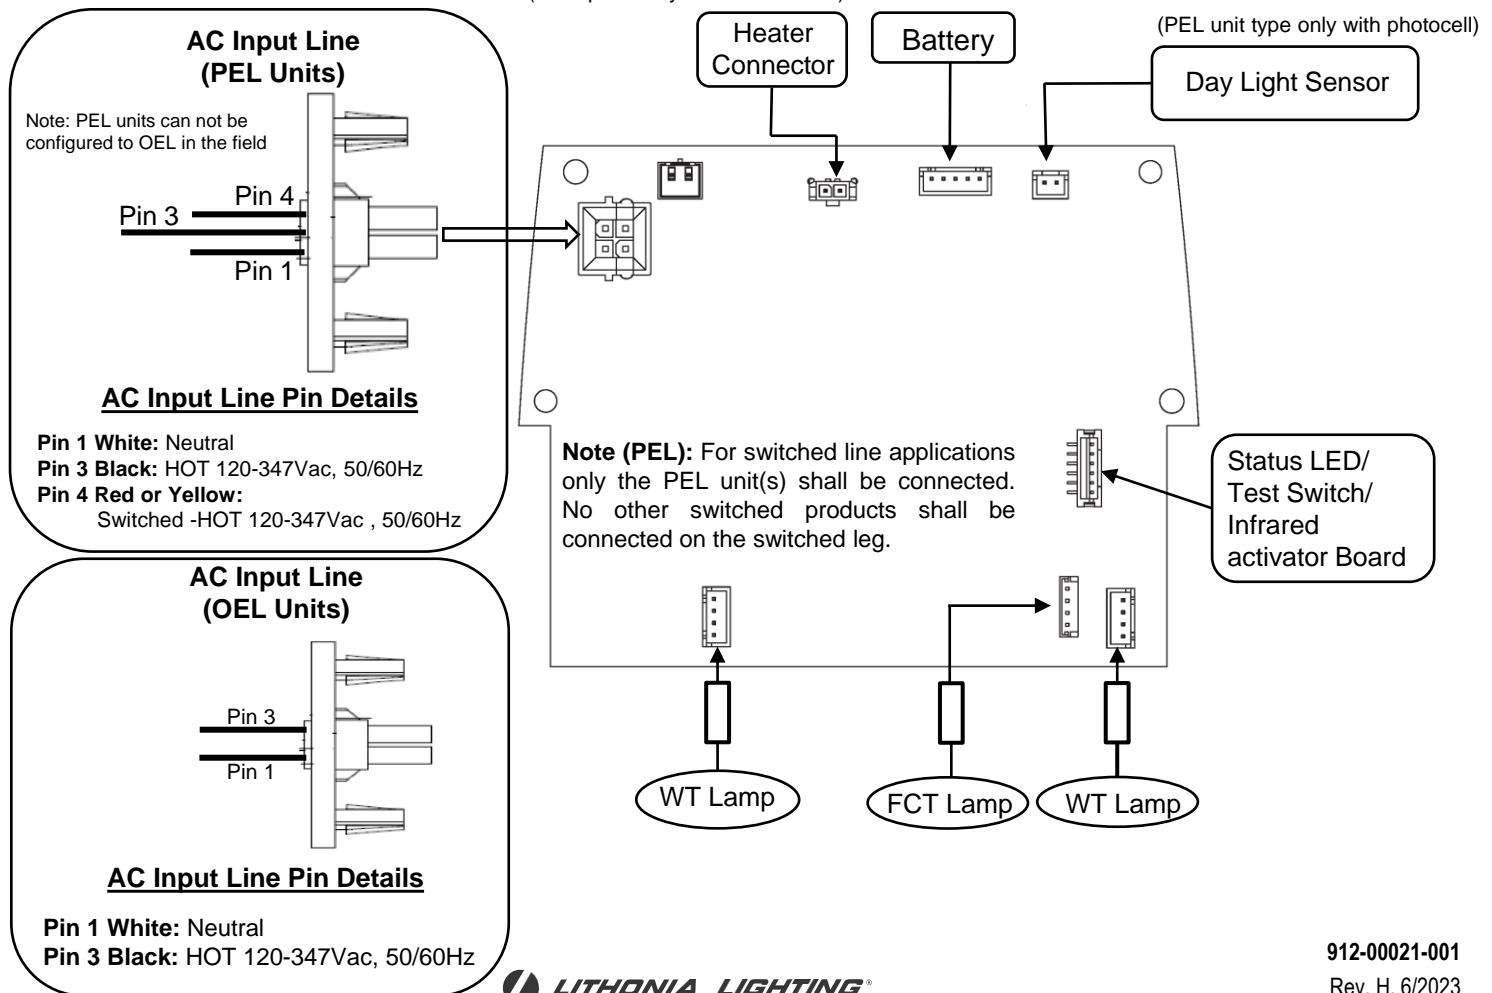 AC Input Line
(PEL Units)
Note: PEL units can not be
configured to OEL in the field
Pin 4
Pin 3
Pin 1
AC Input Line Pin Details
Pin 1 White: Neutral
Pin 3 Black: HOT 120-347Vac, 50/60Hz
Pin 4 Red or Yellow:
Switched -HOT 120-347Vac , 50/60Hz
AC Input Line
(OEL Units)
Pin 3
Pin 1
AC Input Line Pin Details
Pin 1 White: Neutral
Pin 3 Black: HOT 120-347Vac, 50/60Hz
Heater
Connector
Battery
(PEL unit type only with photocell)
Day Light Sensor
Note (PEL): For switched line applications
only the PEL unit(s) shall be connected.
No other switched products shall be
connected on the switched leg.
Status LED/
Test Switch/
Infrared
activator Board
WT Lamp
FCT Lamp
WT Lamp
LITHONIA LIGHTING®
912-00021-001
Rev. H. 6/2023